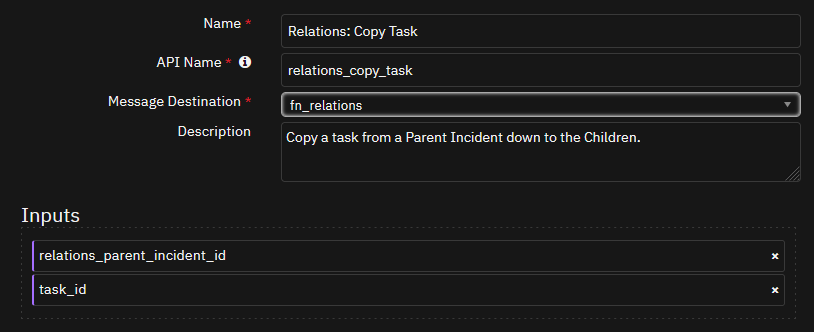 Name *
Relations: Copy Task
API Name *
relations_copy_task
Message Destination *
fn_relations
Description
Copy a task from a Parent Incident down to the Children.
Inputs
relations_parent_incident_id
task_id